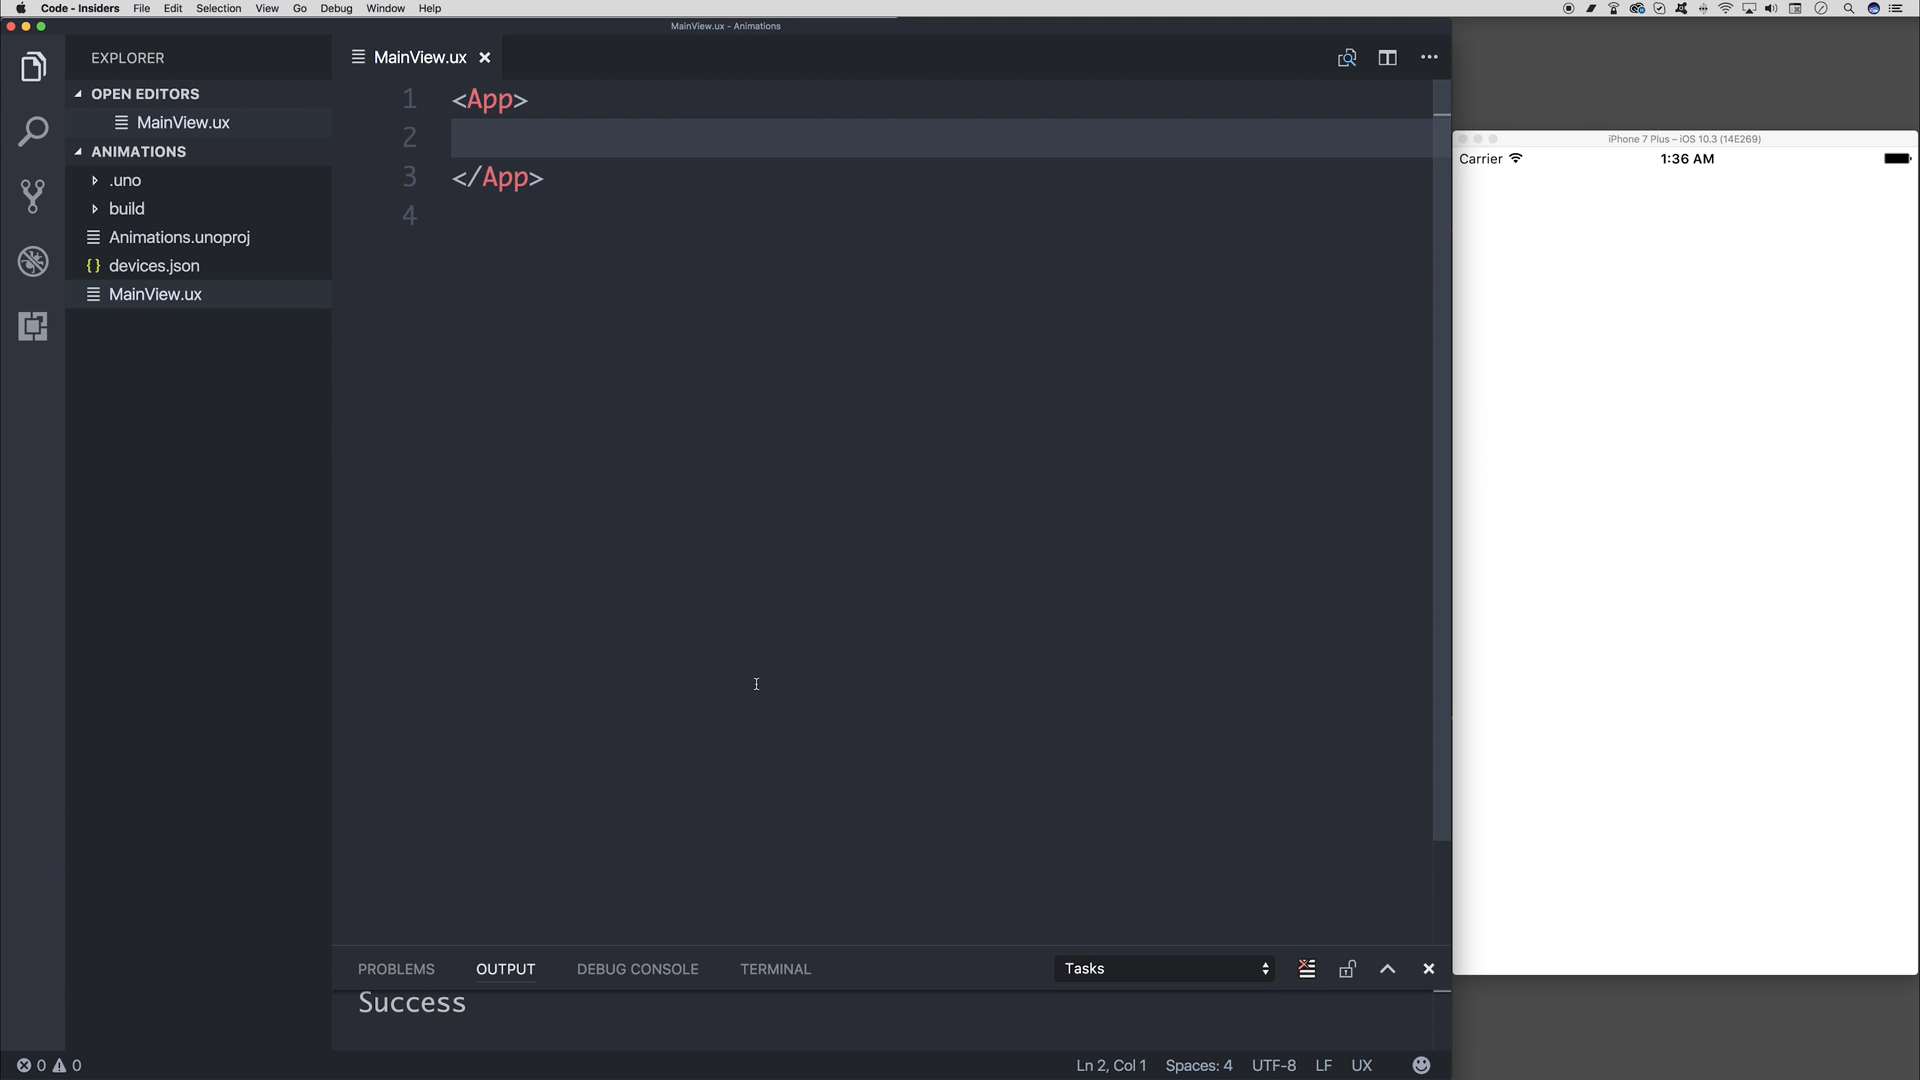 Code - Insiders File Edit Selection View Go Debug Window Help
MainView.ux - Animations
EXPLORER
OPEN EDITORS
MainView.ux
ANIMATIONS
.uno
build
Animations.unoproj
{} devices.json
MainView.ux
MainView.ux
1 <App>
2
3 </App>
4
iPhone 7 Plus – iOS 10.3 (14E269)
Carrier 1:36 AM
PROBLEMS OUTPUT DEBUG CONSOLE TERMINAL Tasks
Success
0 0 Ln 2, Col 1 Spaces: 4 UTF-8 LF UX